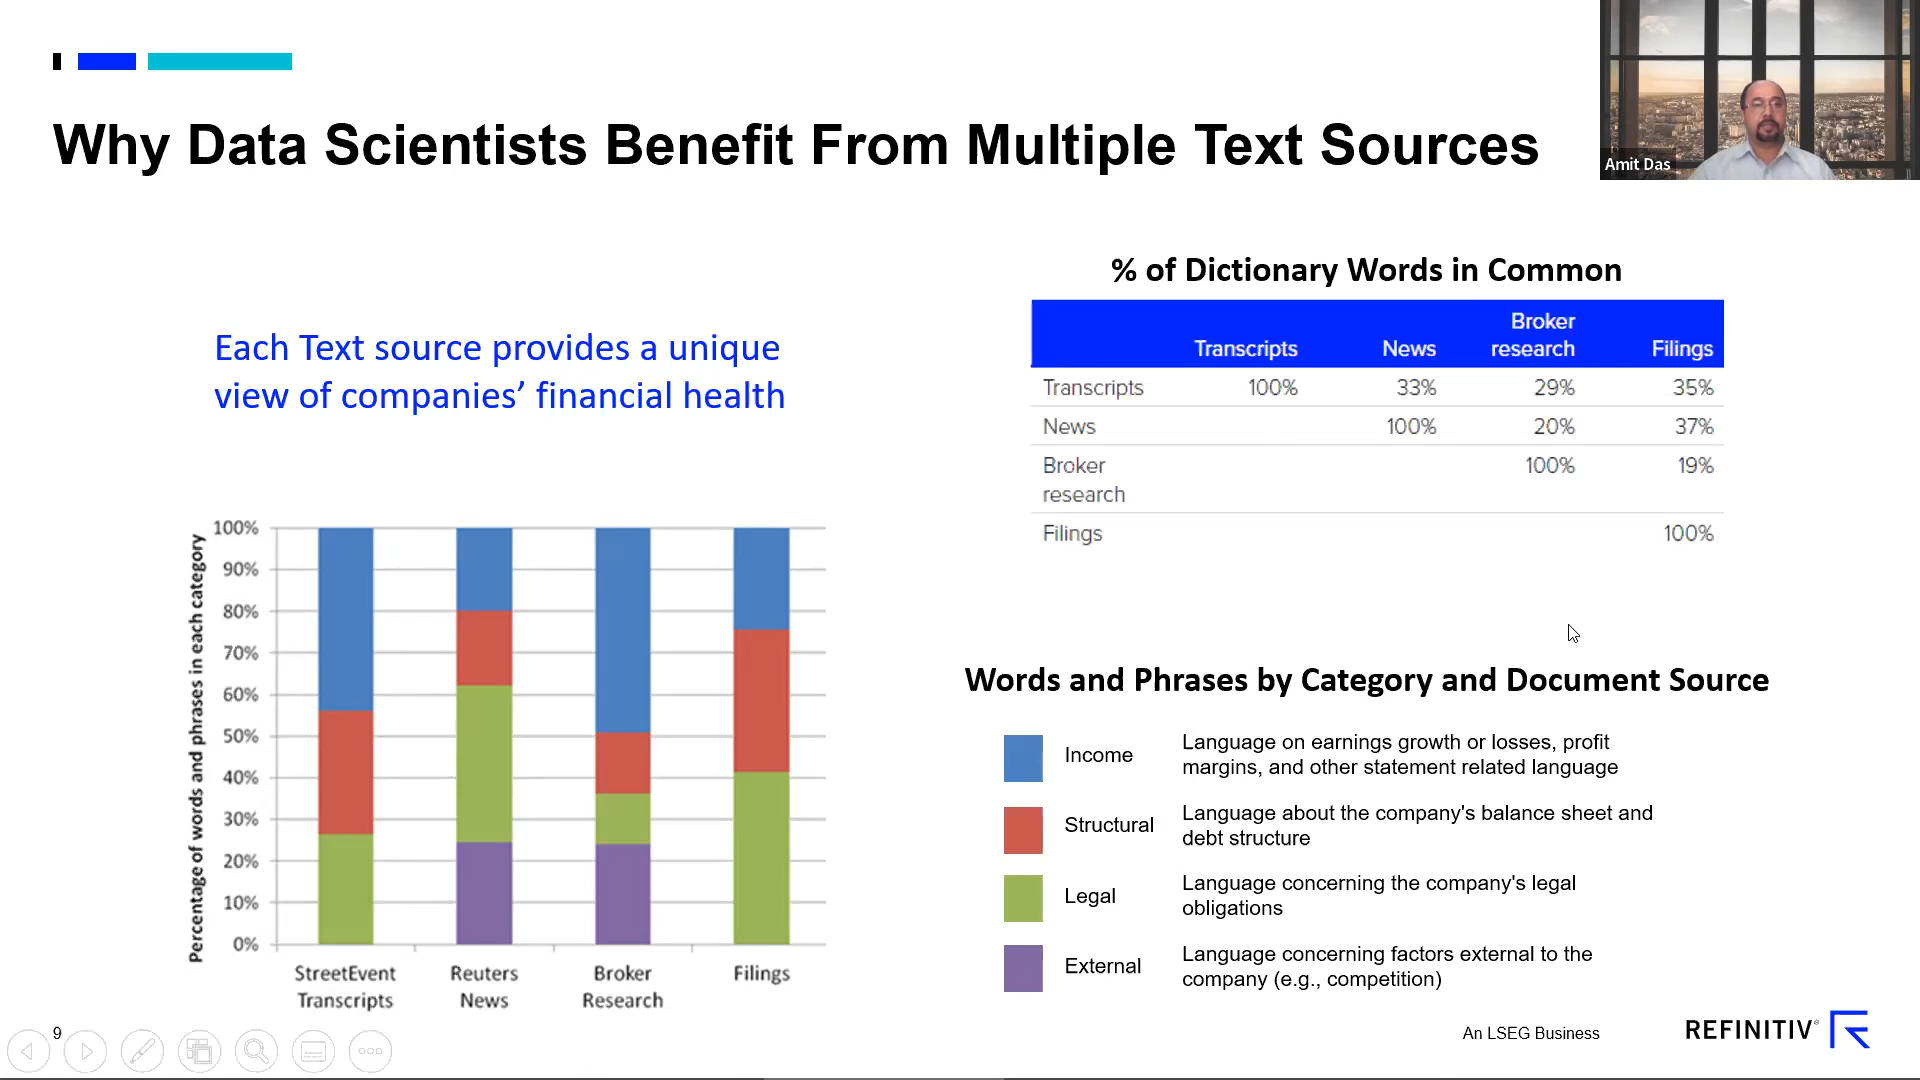 Why Data Scientists Benefit From Multiple Text Sources
Amit Das
Each Text source provides a unique
view of companies’ financial health
% of Dictionary Words in Common
Transcripts News Broker research Filings
Transcripts 100% 33% 29% 35%
News 100% 20% 37%
Broker research 100% 19%
Filings 100%
Percentage of words and phrases in each category
100%
90%
80%
70%
60%
50%
40%
30%
20%
10%
0%
StreetEvent Transcripts
Reuters News
Broker Research
Filings
Words and Phrases by Category and Document Source
Income
Language on earnings growth or losses, profit
margins, and other statement related language
Structural
Language about the company's balance sheet and
debt structure
Legal
Language concerning the company's legal
obligations
External
Language concerning factors external to the
company (e.g., competition)
9
An LSEG Business
REFINITIV®